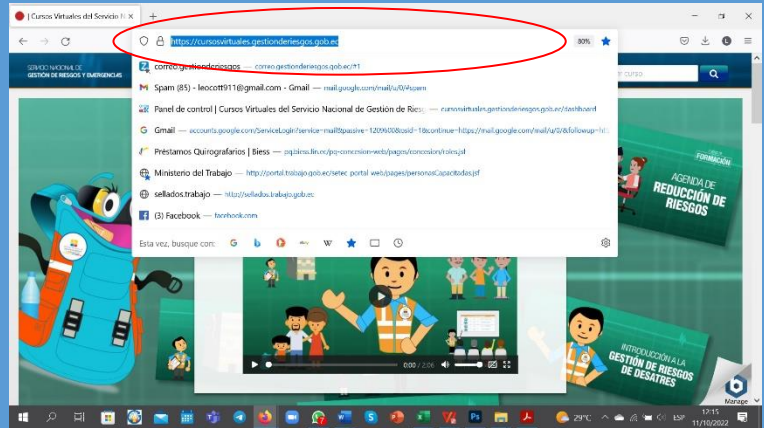 | Cursos Virtuales del Servicio N
https://cursosvirtuales.gestionderiesgos.gob.ec
80%
SERVICIO NACIONAL DE
GESTIÓN DE RIESGOS Y EMERGENCIAS
r curso
correo.gestionderiesgos — correo.gestionderiesgos.gob.ec/#1
Spam (85) - leocott911@gmail.com - Gmail — mail.google.com/mail/u/0/#spam
Panel de control | Cursos Virtuales del Servicio Nacional de Gestión de Riesg — cursosvirtuales.gestionderiesgos.gob.ec/dashboard
Gmail — accounts.google.com/ServiceLogin?service=mail&passive=1209600&osid=1&continue=https://mail.google.com/mail/u/0/&followup=ht
Préstamos Quirografarios | Biess — pq.biess.fin.ec/pq-concesion-web/pages/concesion/roles.jsf
Ministerio del Trabajo — http://portal.trabajo.gob.ec/setec-portal-web/pages/personasCapacitadas.jsf
sellados.trabajo — http://sellados.trabajo.gob.ec
(3) Facebook — facebook.com
Esta vez, busque con:
FORMACIÓN
AGENDA DE
REDUCCIÓN DE
RIESGOS
0:00 / 2:06
INTRODUCCIÓN A LA
GESTIÓN DE RIESGOS
DE DESATRES
Manage
29°C
ESP
12:15
11/10/2022